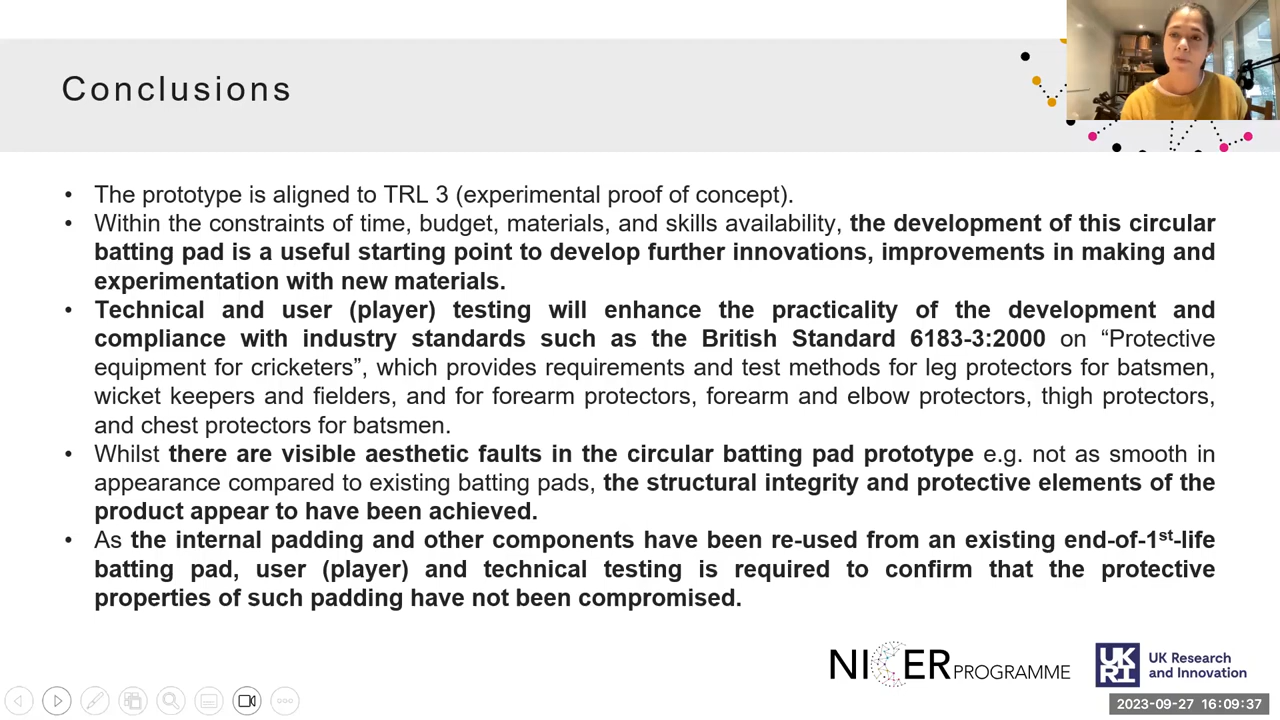 Conclusions
• The prototype is aligned to TRL 3 (experimental proof of concept).
• Within the constraints of time, budget, materials, and skills availability, the development of this circular
batting pad is a useful starting point to develop further innovations, improvements in making and
experimentation with new materials.
• Technical and user (player) testing will enhance the practicality of the development and
compliance with industry standards such as the British Standard 6183-3:2000 on “Protective
equipment for cricketers”, which provides requirements and test methods for leg protectors for batsmen,
wicket keepers and fielders, and for forearm protectors, forearm and elbow protectors, thigh protectors,
and chest protectors for batsmen.
• Whilst there are visible aesthetic faults in the circular batting pad prototype e.g. not as smooth in
appearance compared to existing batting pads, the structural integrity and protective elements of the
product appear to have been achieved.
• As the internal padding and other components have been re-used from an existing end-of-1st-life
batting pad, user (player) and technical testing is required to confirm that the protective
properties of such padding have not been compromised.
NICER PROGRAMME
UKRI
UK Research
and Innovation
2023-09-27 16:09:37